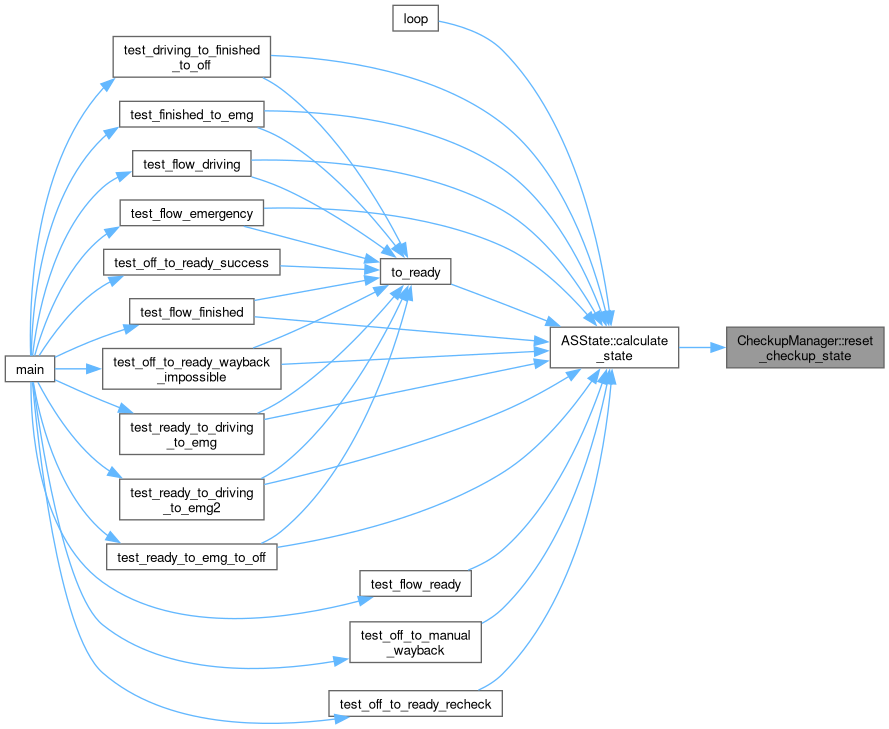 loop
test_driving_to_finished
_to_off
test_finished_to_emg
test_flow_driving
test_flow_emergency
test_off_to_ready_success
to_ready
test_flow_finished
ASState::calculate
_state
CheckupManager::reset
_checkup_state
main
test_off_to_ready_wayback
_impossible
test_ready_to_driving
_to_emg
test_ready_to_driving
_to_emg2
test_ready_to_emg_to_off
test_flow_ready
test_off_to_manual
_wayback
test_off_to_ready_recheck